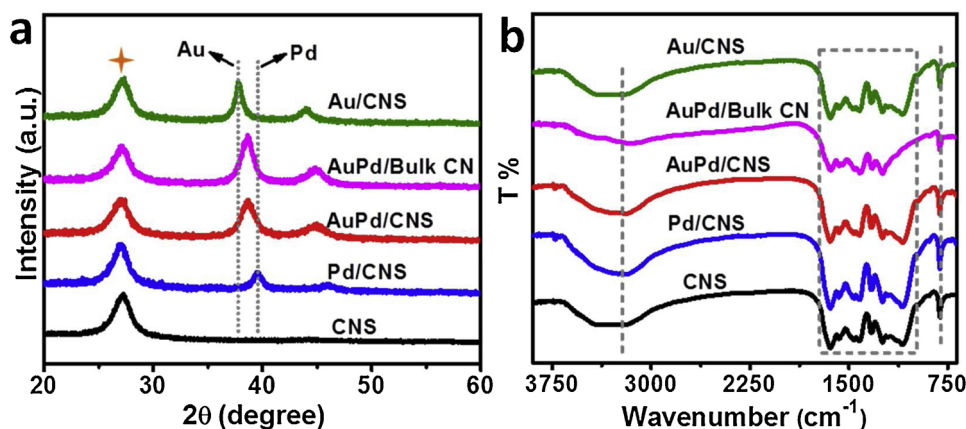 a
Au
Pd
Au/CNS
AuPd/Bulk CN
AuPd/CNS
Pd/CNS
CNS
Intensity (a.u.)
20 30 40 50 60
2θ (degree)
b
Au/CNS
AuPd/Bulk CN
AuPd/CNS
Pd/CNS
CNS
T%
3750 3000 2250 1500 750
Wavenumber (cm⁻¹)